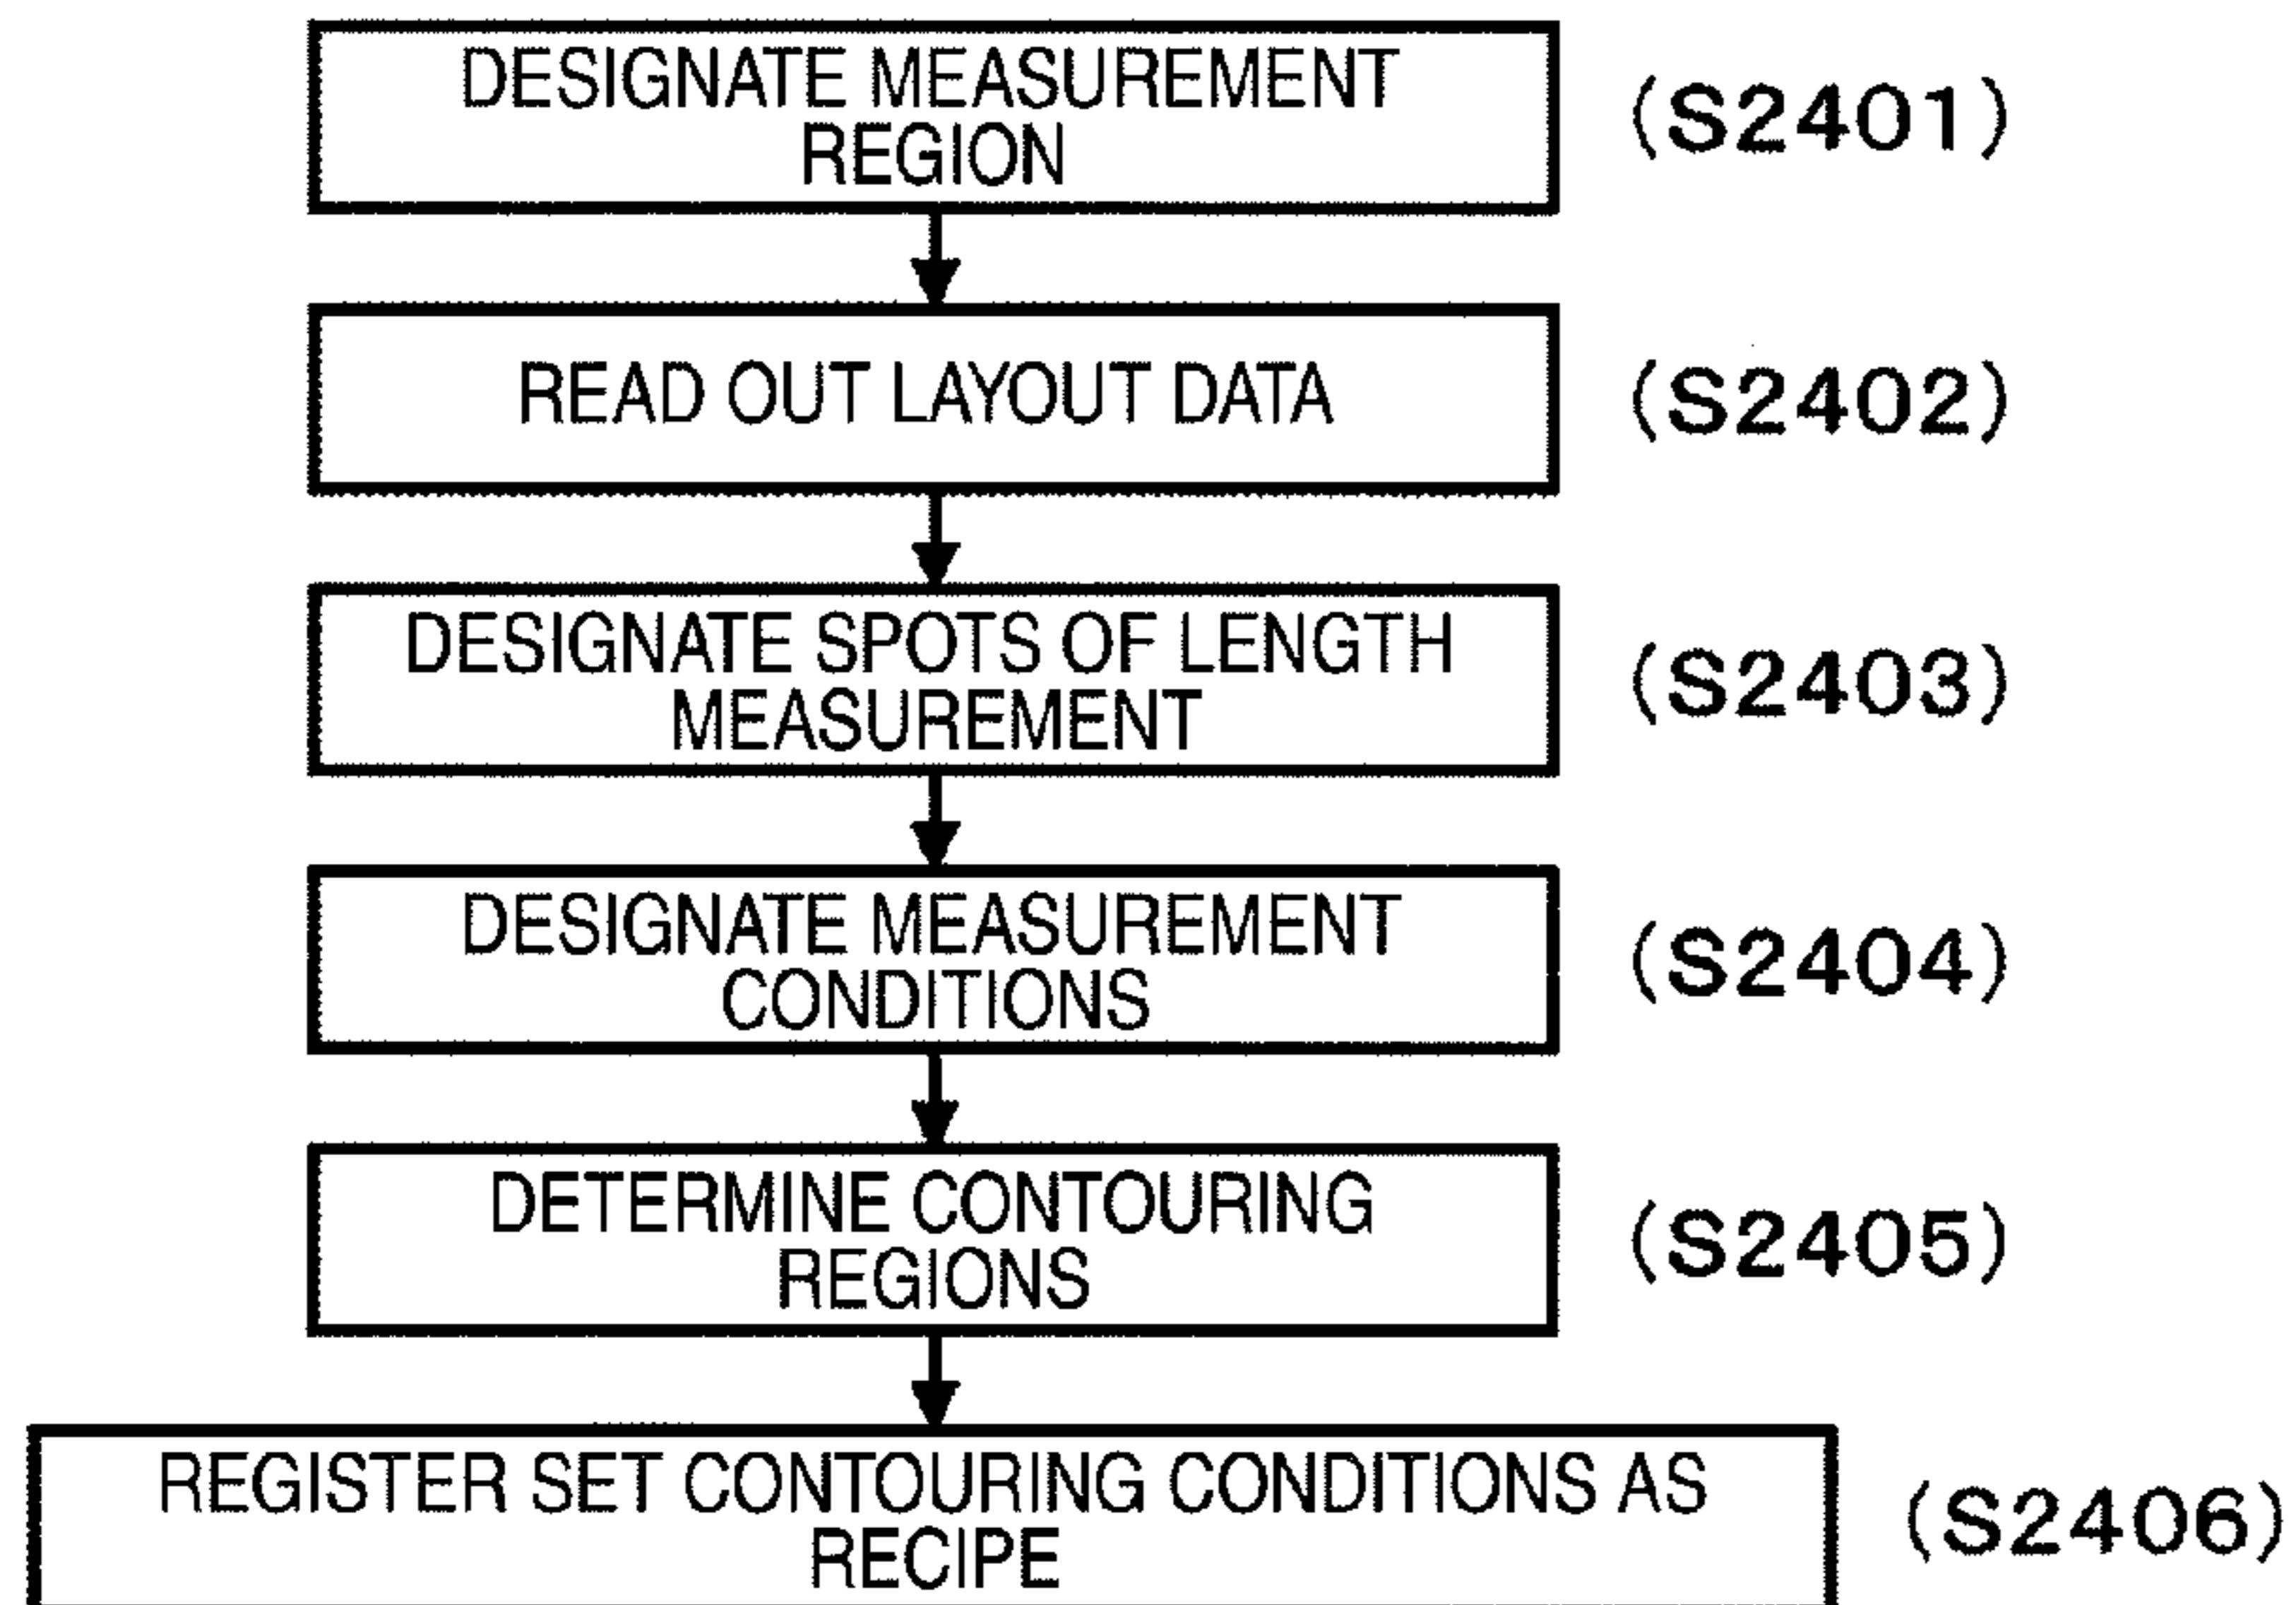 DESIGNATE MEASUREMENT
REGION
(S2401)
READ OUT LAYOUT DATA
(S2402)
DESIGNATE SPOTS OF LENGTH
MEASUREMENT
(S2403)
DESIGNATE MEASUREMENT
CONDITIONS
(S2404)
DETERMINE CONTOURING
REGIONS
(S2405)
REGISTER SET CONTOURING CONDITIONS AS
RECIPE
(S2406)